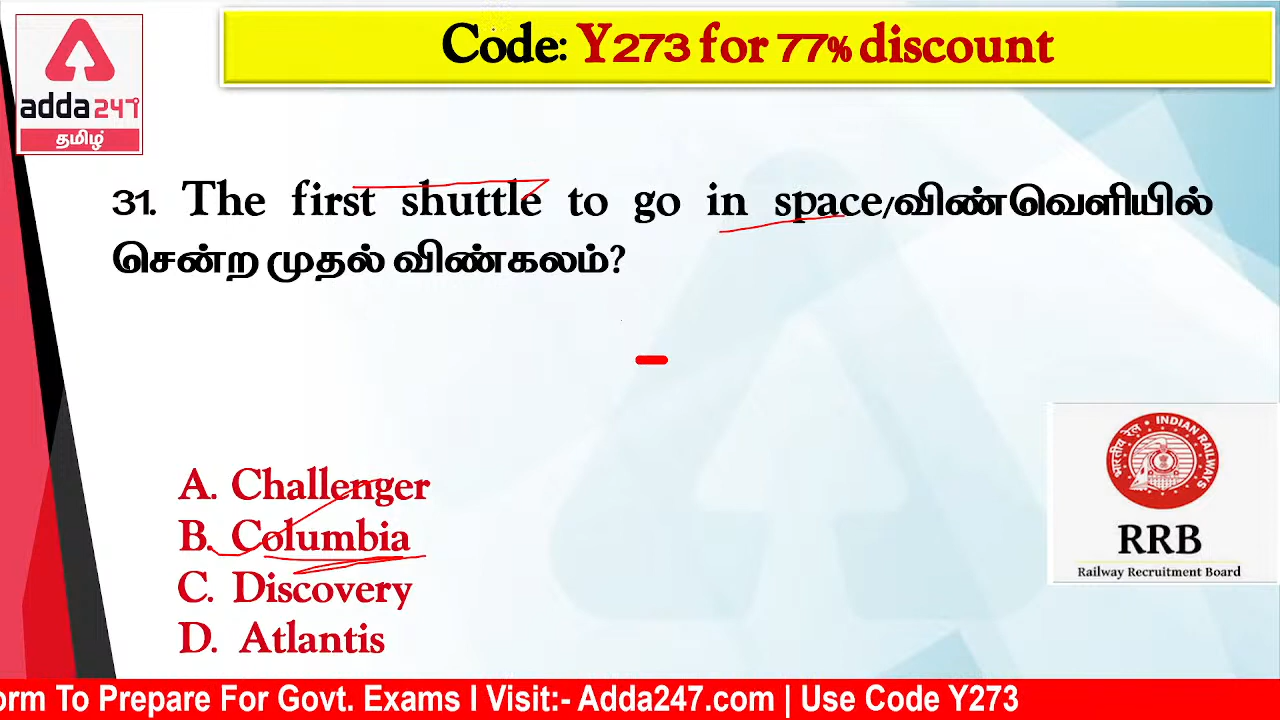 Code: Y273 for 77% discount
adda247
தமிழ்
31. The first shuttle to go in space/விண்வெளியில்
சென்ற முதல் விண்கலம்?
A. Challenger
B. Columbia
C. Discovery
D. Atlantis
भारतीय रेल • INDIAN RAILWAYS
RRB
Railway Recruitment Board
orm To Prepare For Govt. Exams I Visit:- Adda247.com | Use Code Y273